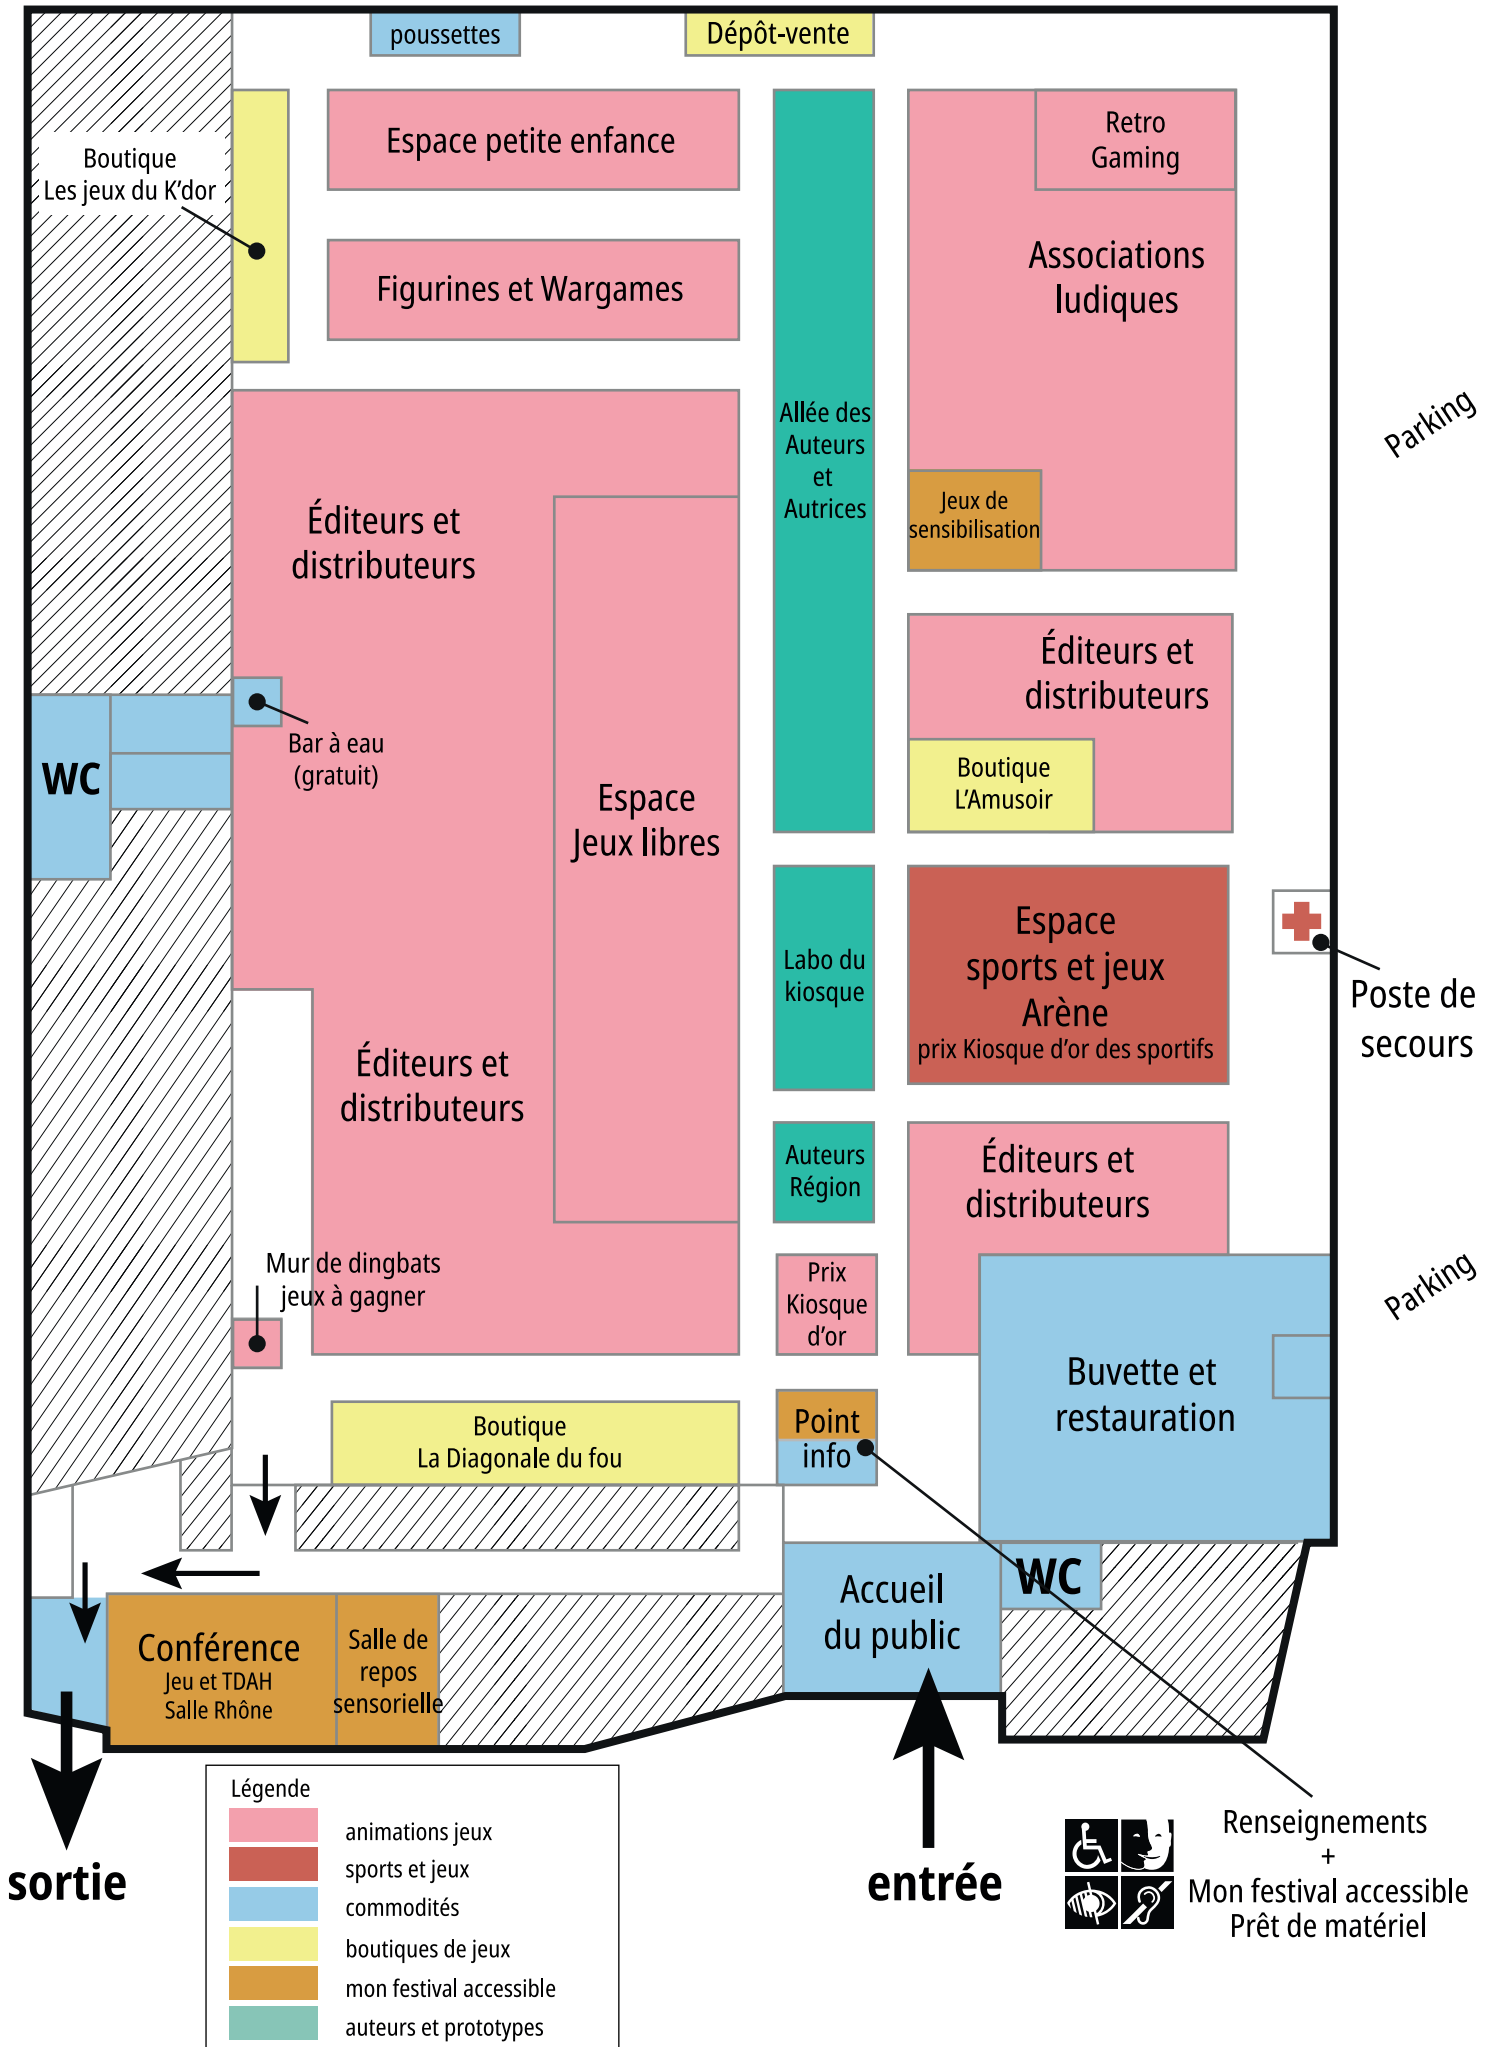 poussettes
Dépôt-vente
Boutique
Les jeux du K'dor
Espace petite enfance
Retro
Gaming
Figurines et Wargames
Associations
ludiques
Allée des
Auteurs
et
Autrices
Parking
Jeux de
sensibilisation
Éditeurs et
distributeurs
Éditeurs et
distributeurs
Bar à eau
(gratuit)
WC
Boutique
L'Amusoir
Espace
Jeux libres
Labo du
kiosque
Espace
sports et jeux
Arène
prix Kiosque d'or des sportifs
Poste de
secours
Éditeurs et
distributeurs
Auteurs
Région
Éditeurs et
distributeurs
Mur de dingbats
jeux à gagner
Prix
Kiosque
d'or
Parking
Buvette et
restauration
Boutique
La Diagonale du fou
Point
info
WC
Accueil
du public
Conférence
Jeu et TDAH
Salle Rhône
Salle de
repos
sensorielle
sortie
entrée
Renseignements
+
Mon festival accessible
Prêt de matériel
Légende
animations jeux
sports et jeux
commodités
boutiques de jeux
mon festival accessible
auteurs et prototypes